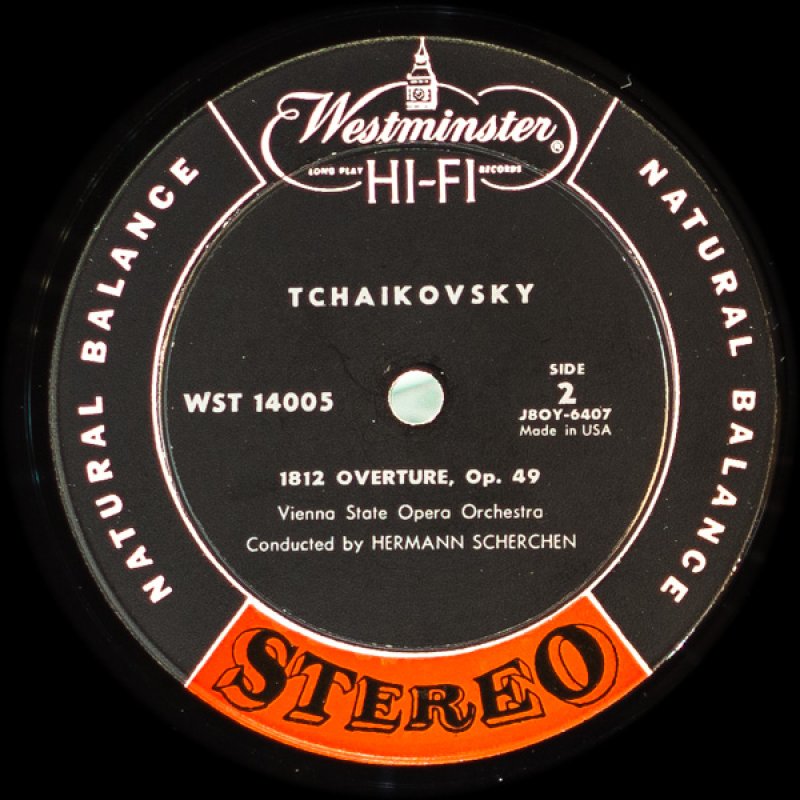 Westminster®
LONG PLAY RECORDS
HI-FI
NATURAL BALANCE
NATURAL BALANCE
TCHAIKOVSKY
WST 14005
SIDE
2
J8OY-6407
Made in USA
1812 OVERTURE, Op. 49
Vienna State Opera Orchestra
Conducted by HERMANN SCHERCHEN
STEREO